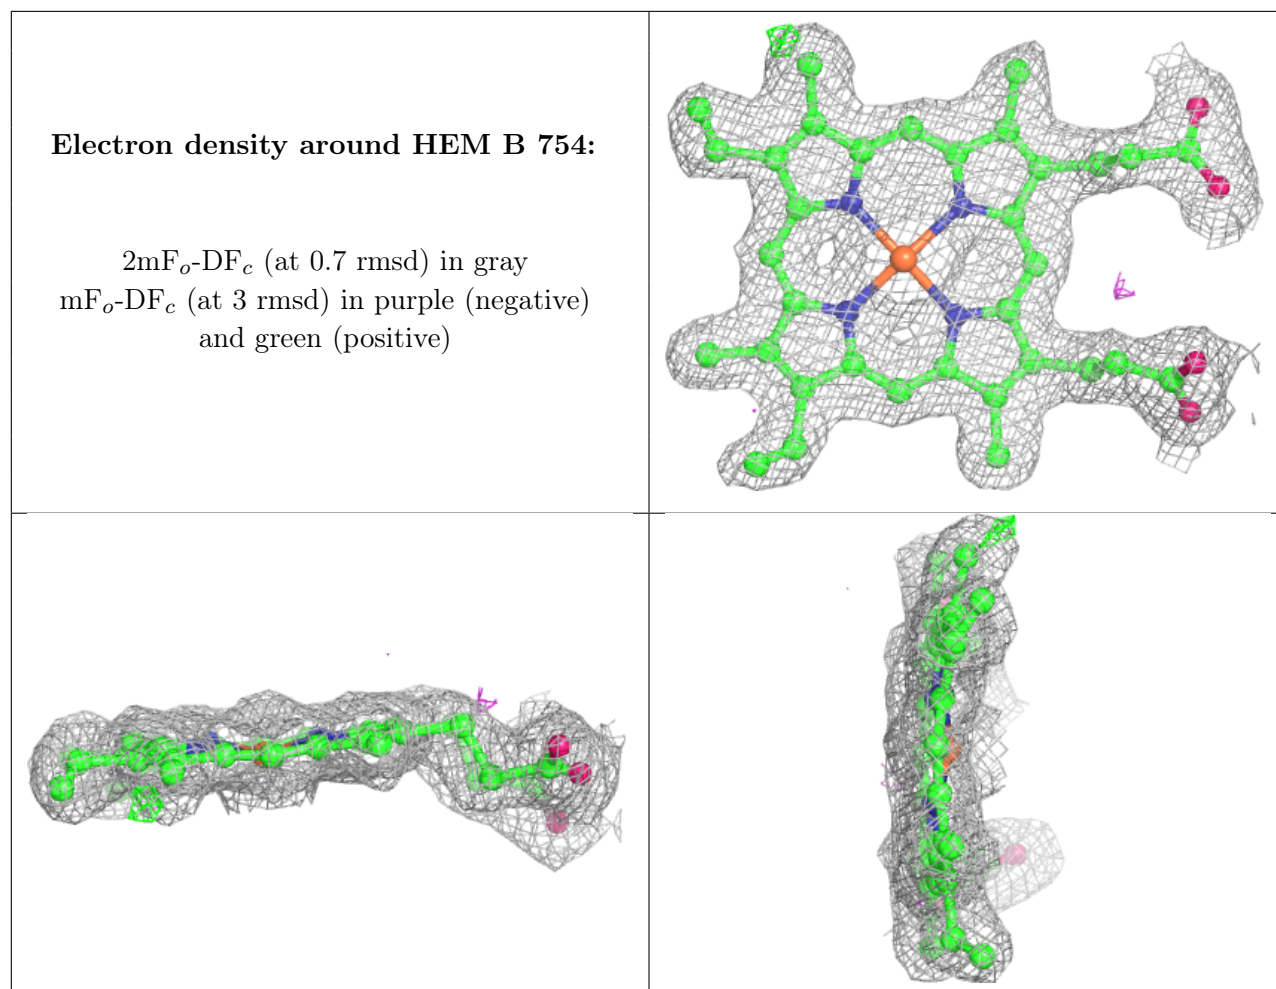 Electron density around HEM B 754:
2mFo-DFc (at 0.7 rmsd) in gray
mFo-DFc (at 3 rmsd) in purple (negative)
and green (positive)